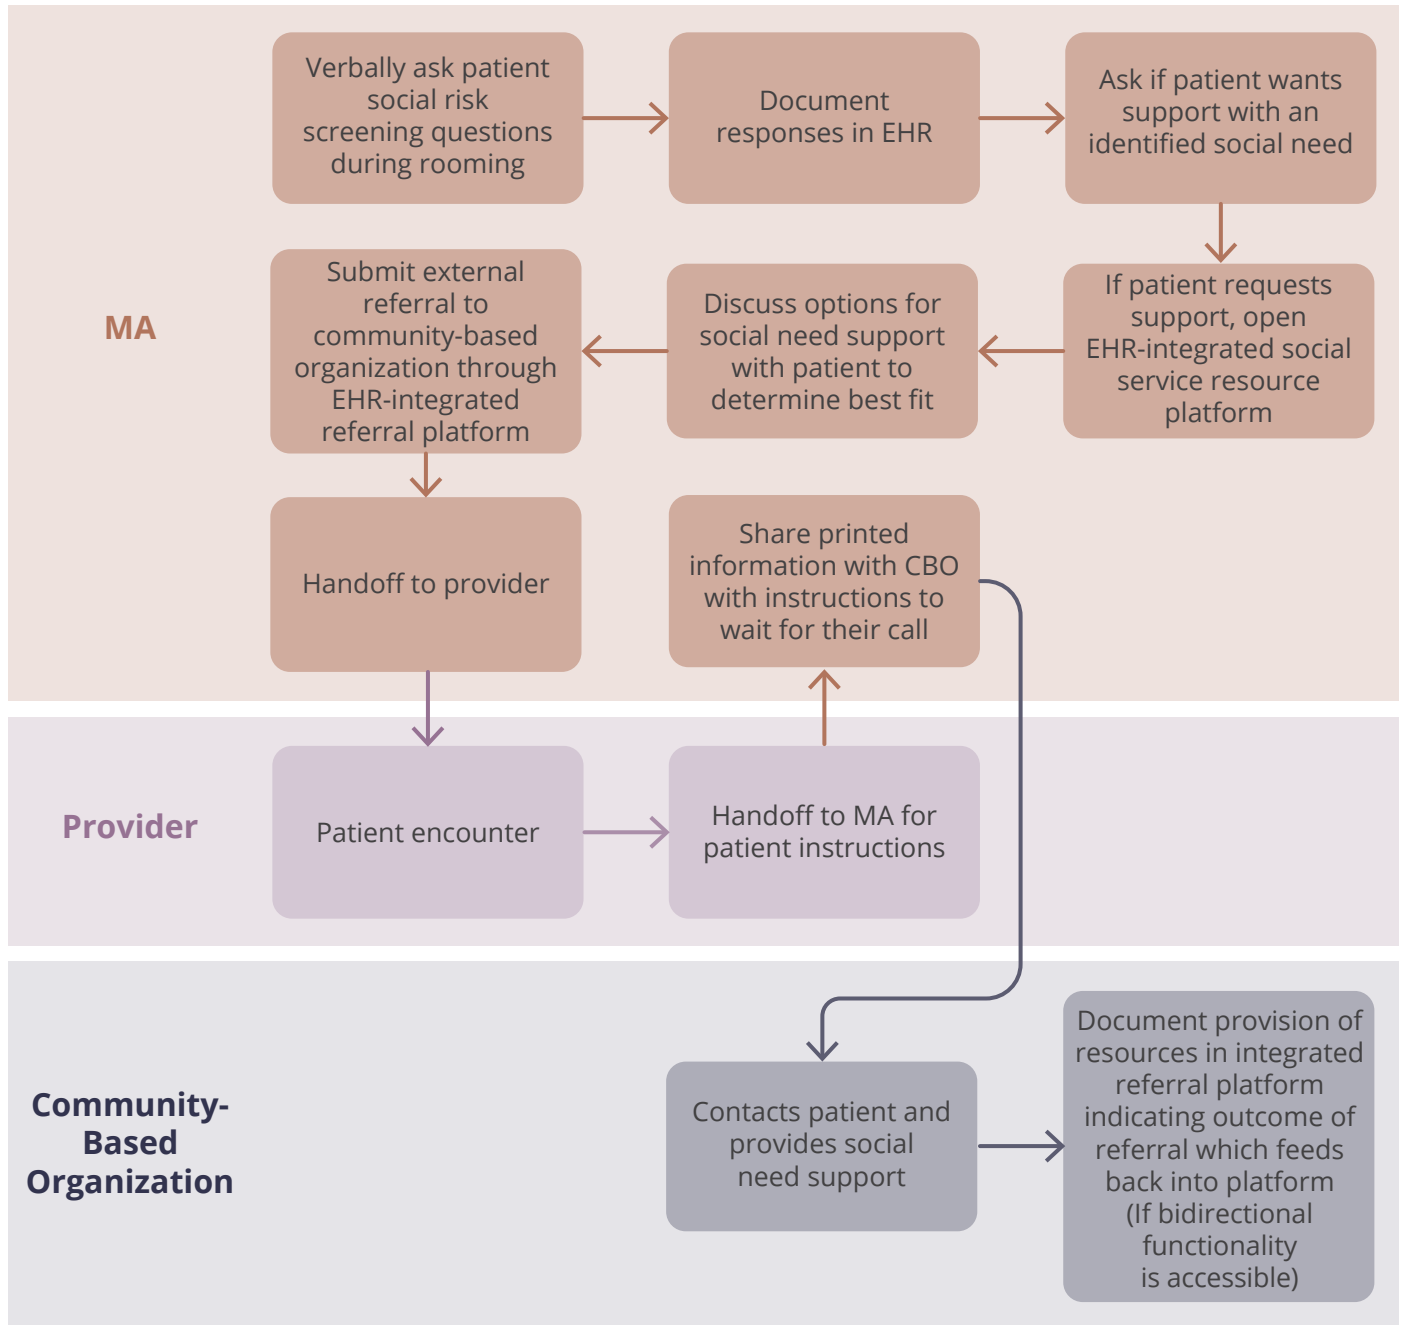 Verbally ask patient
social risk
screening questions
during rooming
Document
responses in EHR
Ask if patient wants
support with an
identified social need
MA
Submit external
referral to
community-based
organization through
EHR-integrated
referral platform
Discuss options for
social need support
with patient to
determine best fit
If patient requests
support, open
EHR-integrated social
service resource
platform
Handoff to provider
Share printed
information with CBO
with instructions to
wait for their call
Provider
Patient encounter
Handoff to MA for
patient instructions
Community-
Based
Organization
Contacts patient and
provides social
need support
Document provision of
resources in integrated
referral platform
indicating outcome of
referral which feeds
back into platform
(If bidirectional
functionality
is accessible)